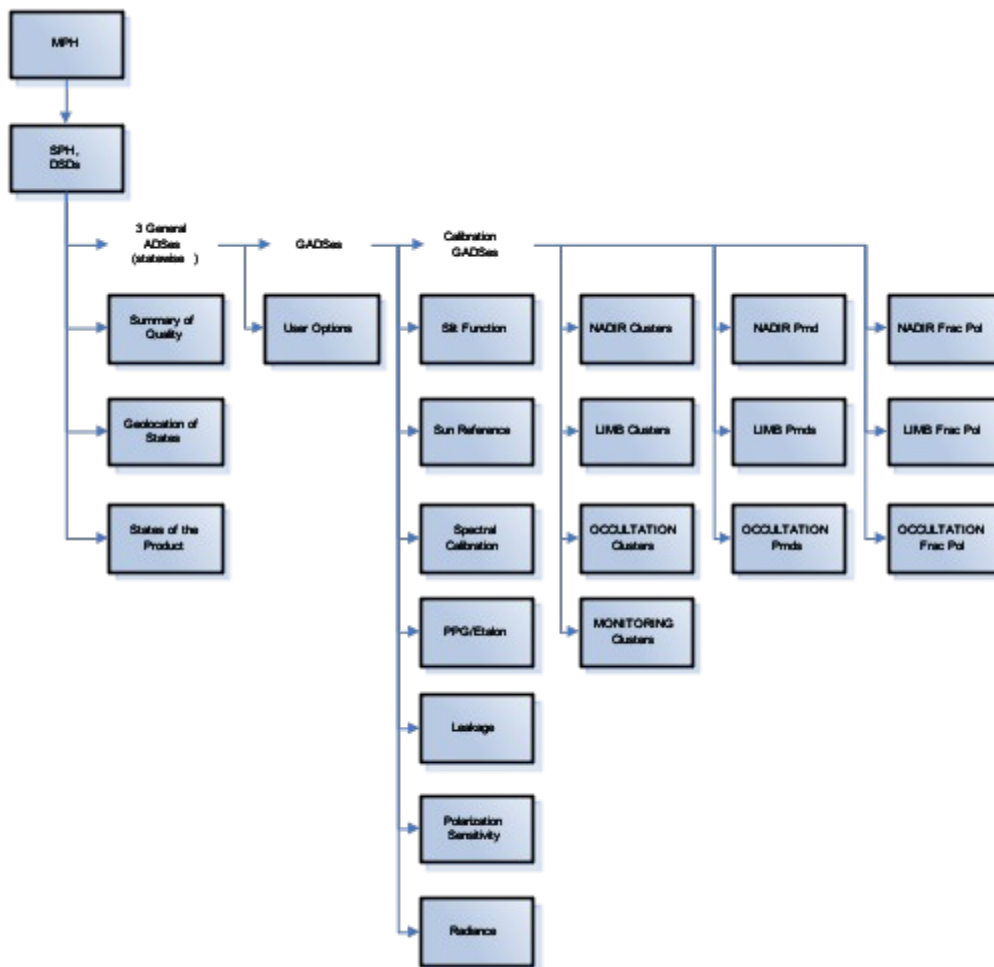 MPH
SPH,
DSDs
3 General
ADSes
(statewise )
GADSes
Calibration
GADSes
Summary of
Quality
User Options
Slit Function
NADIR Clusters
NADIR Pmd
NADIR Frac Pol
Geolocation of
States
Sun Reference
LIMB Clusters
LIMB Pmds
LIMB Frac Pol
States of the
Product
Spectral
Calibration
OCCULTATION
Clusters
OCCULTATION
Pmds
OCCULTATION
Frac Pol
PPG/Etalon
MONITORING
Clusters
Leakage
Polarization
Sensitivity
Radiance